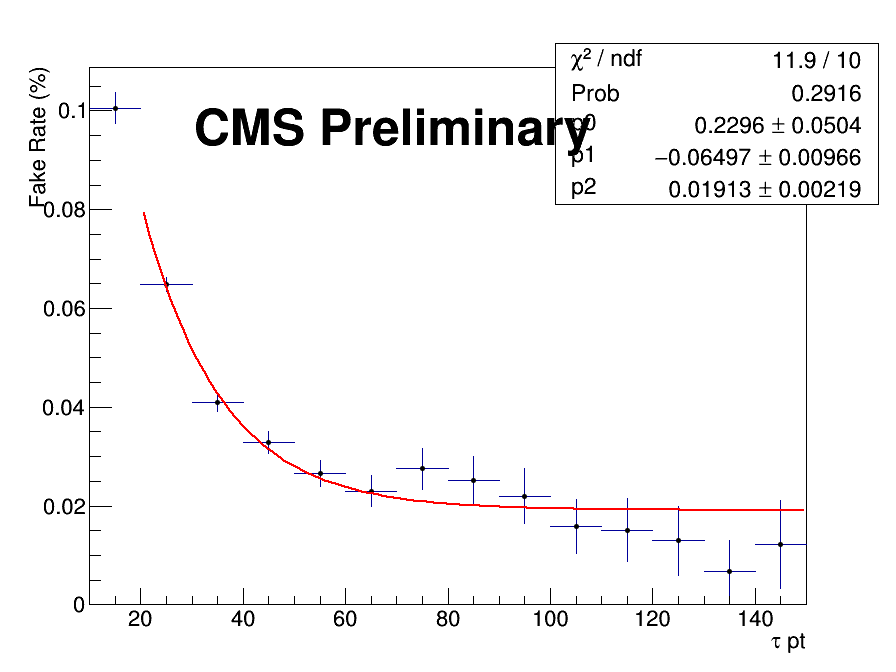 CMS Preliminary
χ² / ndf 11.9 / 10
Prob 0.2916
p0 0.2296 ± 0.0504
p1 −0.06497 ± 0.00966
p2 0.01913 ± 0.00219
Fake Rate (%)
0.1
0.08
0.06
0.04
0.02
0
20 40 60 80 100 120 140
τ pt